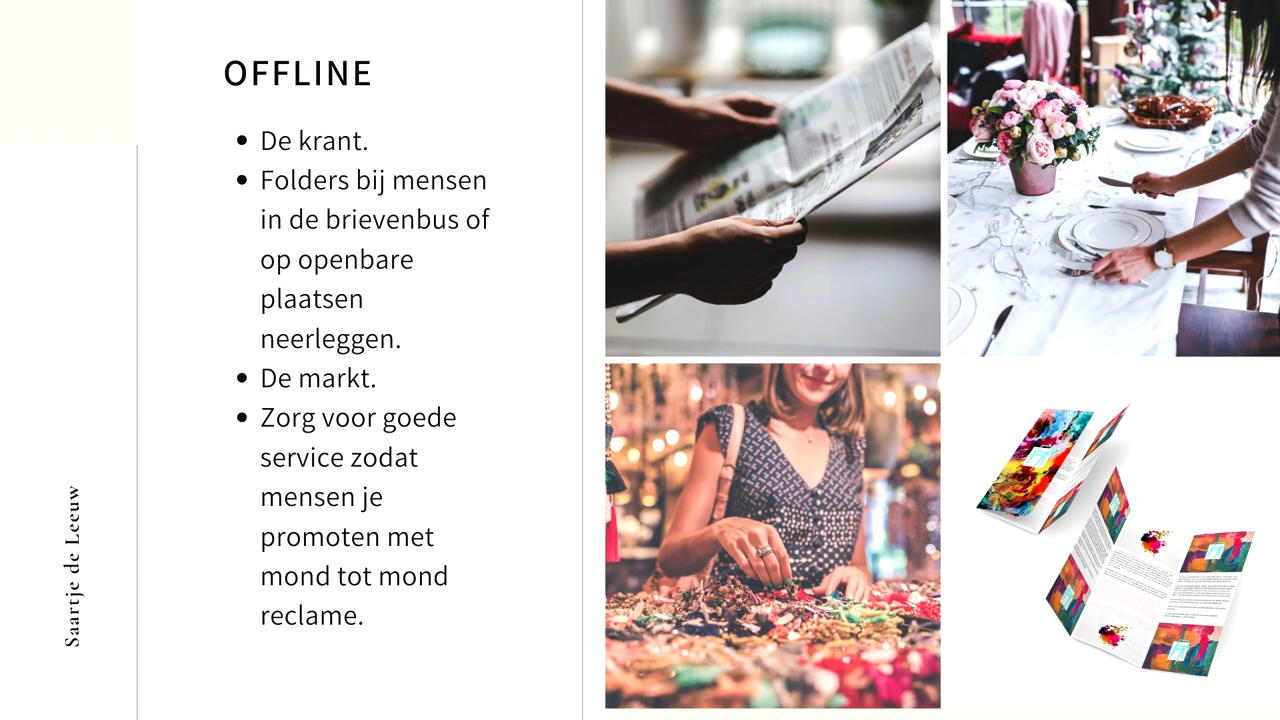 OFFLINE
De krant.
Folders bij mensen
in de brievenbus of
op openbare
plaatsen
neerleggen.
De markt.
Zorg voor goede
service zodat
mensen je
promoten met
mond tot mond
reclame.
Saartje de Leeuw